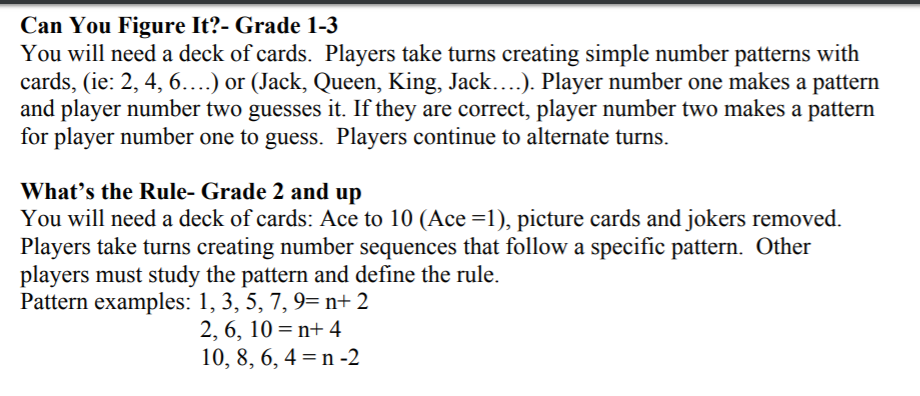 Can You Figure It?- Grade 1-3
You will need a deck of cards.  Players take turns creating simple number patterns with
cards, (ie: 2, 4, 6….) or (Jack, Queen, King, Jack….). Player number one makes a pattern
and player number two guesses it. If they are correct, player number two makes a pattern
for player number one to guess.  Players continue to alternate turns.
What’s the Rule- Grade 2 and up
You will need a deck of cards: Ace to 10 (Ace =1), picture cards and jokers removed.
Players take turns creating number sequences that follow a specific pattern.  Other
players must study the pattern and define the rule.
Pattern examples: 1, 3, 5, 7, 9= n+ 2
2, 6, 10 = n+ 4
10, 8, 6, 4 = n -2